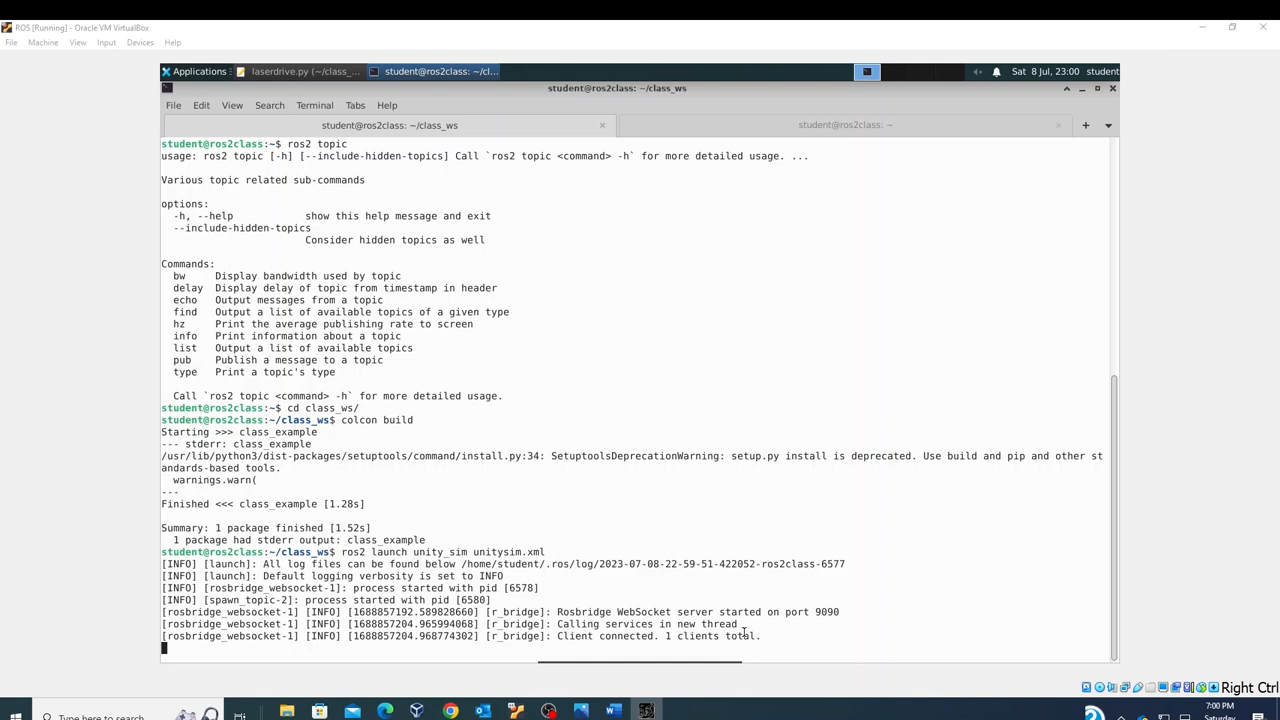 ROS [Running] - Oracle VM VirtualBox
File Machine View Input Devices Help
Applications laserdrive.py (~/class_... student@ros2class: ~/cl... Sat 8 Jul, 23:00 student
student@ros2class: ~/class_ws
File Edit View Search Terminal Tabs Help
student@ros2class: ~/class_ws student@ros2class: ~
student@ros2class:~$ ros2 topic
usage: ros2 topic [-h] [--include-hidden-topics] Call `ros2 topic <command> -h` for more detailed usage. ...
Various topic related sub-commands
options:
-h, --help show this help message and exit
--include-hidden-topics
Consider hidden topics as well
Commands:
bw Display bandwidth used by topic
delay Display delay of topic from timestamp in header
echo Output messages from a topic
find Output a list of available topics of a given type
hz Print the average publishing rate to screen
info Print information about a topic
list Output a list of available topics
pub Publish a message to a topic
type Print a topic's type
Call `ros2 topic <command> -h` for more detailed usage.
student@ros2class:~$ cd class_ws/
student@ros2class:~/class_ws$ colcon build
Starting >>> class_example
--- stderr: class_example
/usr/lib/python3/dist-packages/setuptools/command/install.py:34: SetuptoolsDeprecationWarning: setup.py install is deprecated. Use build and pip and other st
andards-based tools.
warnings.warn(
---
Finished <<< class_example [1.28s]
Summary: 1 package finished [1.52s]
1 package had stderr output: class_example
student@ros2class:~/class_ws$ ros2 launch unity_sim unitysim.xml
[INFO] [launch]: All log files can be found below /home/student/.ros/log/2023-07-08-22-59-51-422052-ros2class-6577
[INFO] [launch]: Default logging verbosity is set to INFO
[INFO] [rosbridge_websocket-1]: process started with pid [6578]
[INFO] [spawn_topic-2]: process started with pid [6580]
[rosbridge_websocket-1] [INFO] [1688857192.589828660] [r_bridge]: Rosbridge WebSocket server started on port 9090
[rosbridge_websocket-1] [INFO] [1688857204.965994068] [r_bridge]: Calling services in new thread
[rosbridge_websocket-1] [INFO] [1688857204.968774302] [r_bridge]: Client connected. 1 clients total.
Right Ctrl
Type here to search
7:00 PM
Saturday